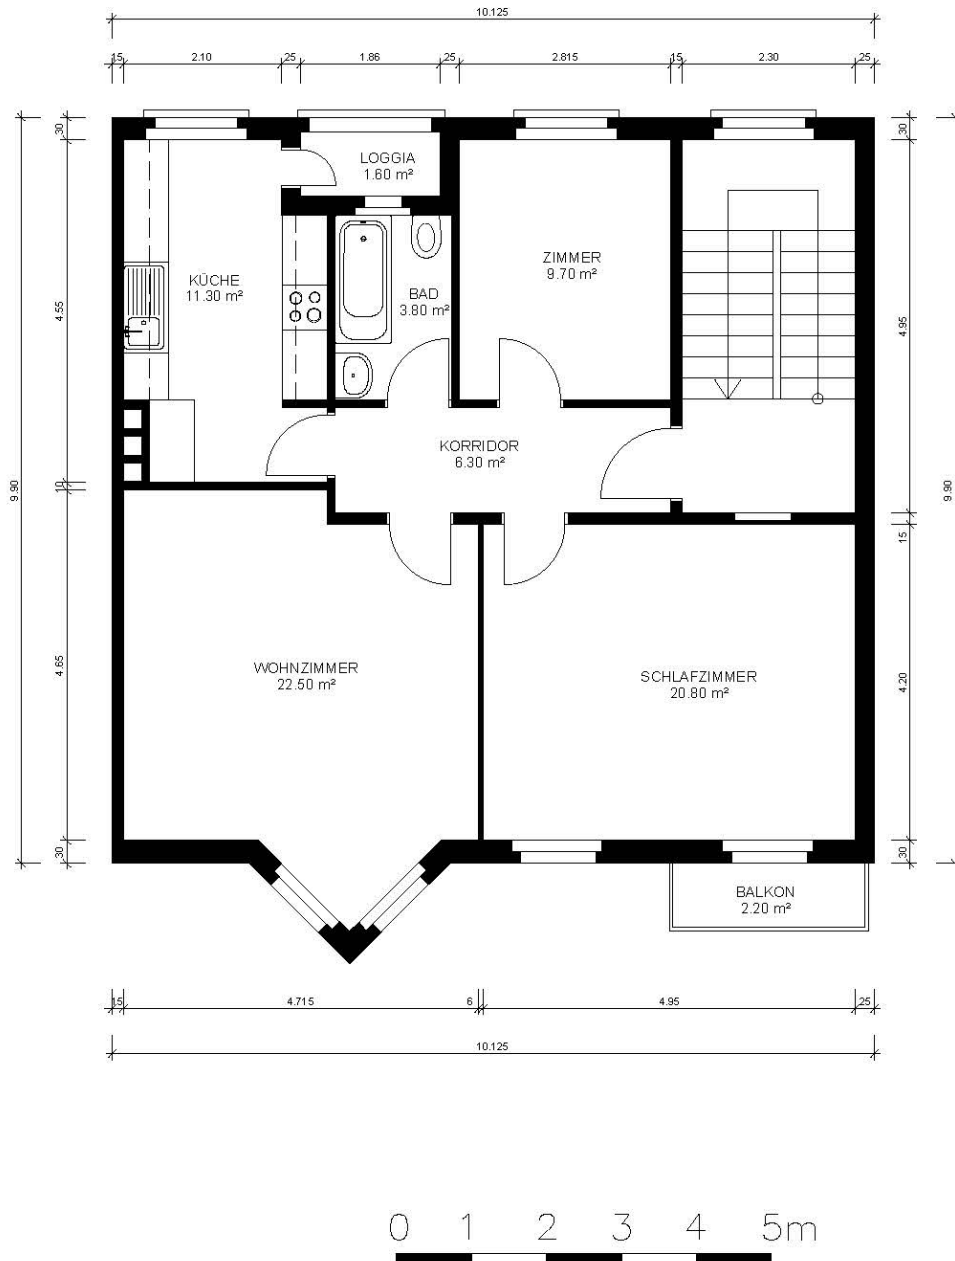 10.125
15 2.10 25 1.86 25 2.815 15 2.30 25
30
30
LOGGIA
1.60 m²
ZIMMER
9.70 m²
KÜCHE
11.30 m²
BAD
3.80 m²
4.55
4.95
KORRIDOR
6.30 m²
9.90
9.90
10
15
WOHNZIMMER
22.50 m²
SCHLAFZIMMER
20.80 m²
4.65
4.20
30
30
BALKON
2.20 m²
15 4.715 6 4.95 25
10.125
0 1 2 3 4 5m